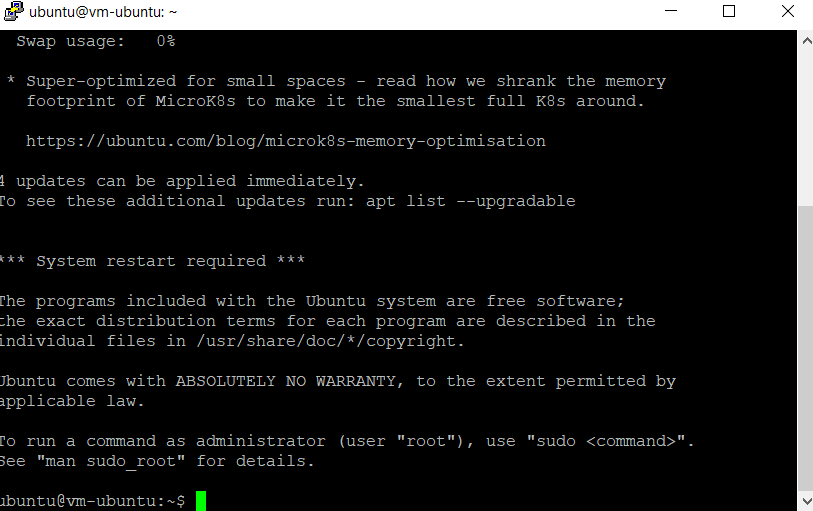 ubuntu@vm-ubuntu: ~
Swap usage:   0%
* Super-optimized for small spaces - read how we shrank the memory
footprint of MicroK8s to make it the smallest full K8s around.
https://ubuntu.com/blog/microk8s-memory-optimisation
4 updates can be applied immediately.
To see these additional updates run: apt list --upgradable
*** System restart required ***
The programs included with the Ubuntu system are free software;
the exact distribution terms for each program are described in the
individual files in /usr/share/doc/*/copyright.
Ubuntu comes with ABSOLUTELY NO WARRANTY, to the extent permitted by
applicable law.
To run a command as administrator (user "root"), use "sudo <command>".
See "man sudo_root" for details.
ubuntu@vm-ubuntu:~$